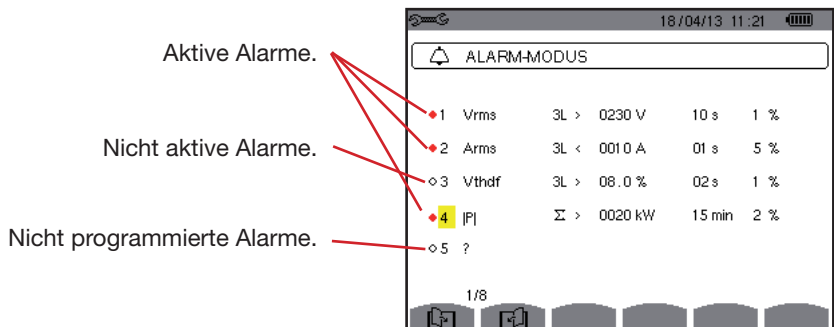 18/04/13 11:21
ALARM-MODUS
Aktive Alarme.
1 Vrms 3L > 0230 V 10 s 1 %
Nicht aktive Alarme.
2 Arms 3L < 0010 A 01 s 5 %
3 Vthdf 3L > 08.0 % 02 s 1 %
4 |P| Σ > 0020 kW 15 min 2 %
Nicht programmierte Alarme.
5 ?
1/8